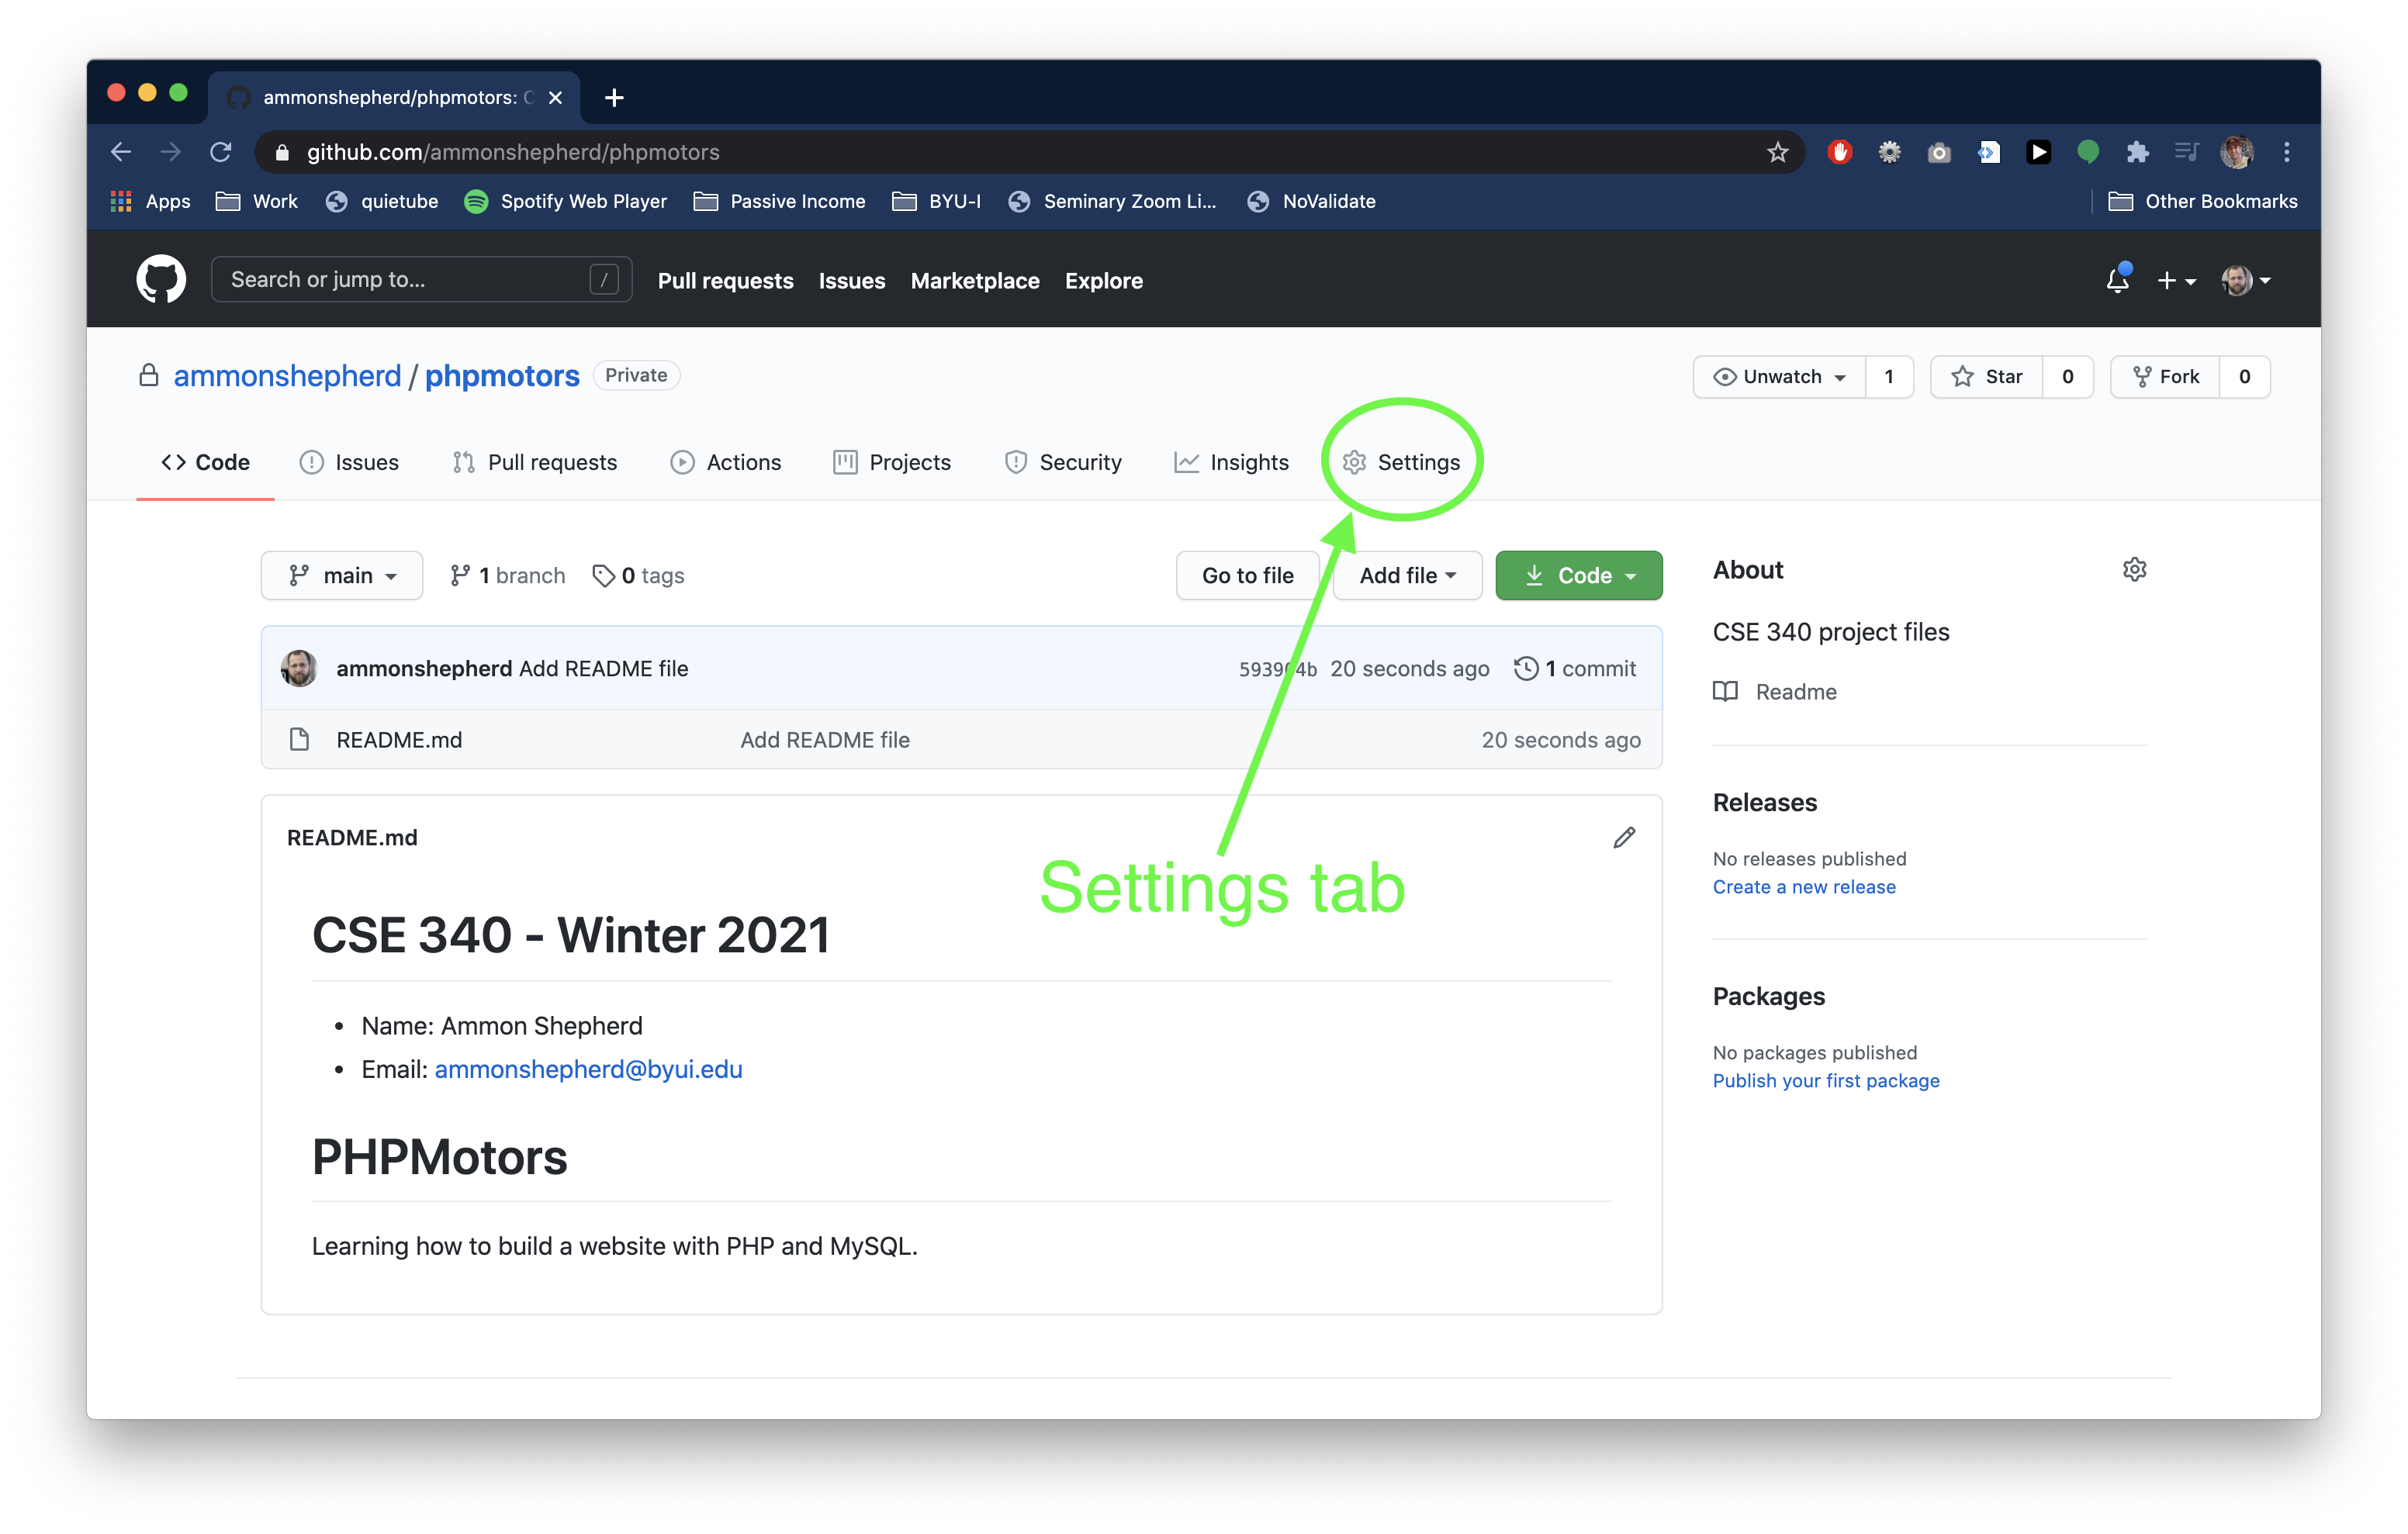 ammonshepherd/phpmotors: C
github.com/ammonshepherd/phpmotors
Apps Work quietube Spotify Web Player Passive Income BYU-I Seminary Zoom Li... NoValidate Other Bookmarks
Search or jump to... / Pull requests Issues Marketplace Explore
ammonshepherd / phpmotors Private Unwatch 1 Star 0 Fork 0
Code Issues Pull requests Actions Projects Security Insights Settings
main 1 branch 0 tags Go to file Add file Code
About
CSE 340 project files
Readme
ammonshepherd Add README file 20 seconds ago 1 commit
README.md Add README file 20 seconds ago
Releases
No releases published
Create a new release
Packages
No packages published
Publish your first package
README.md
Settings tab
CSE 340 - Winter 2021
Name: Ammon Shepherd
Email: ammonshepherd@byui.edu
PHPMotors
Learning how to build a website with PHP and MySQL.